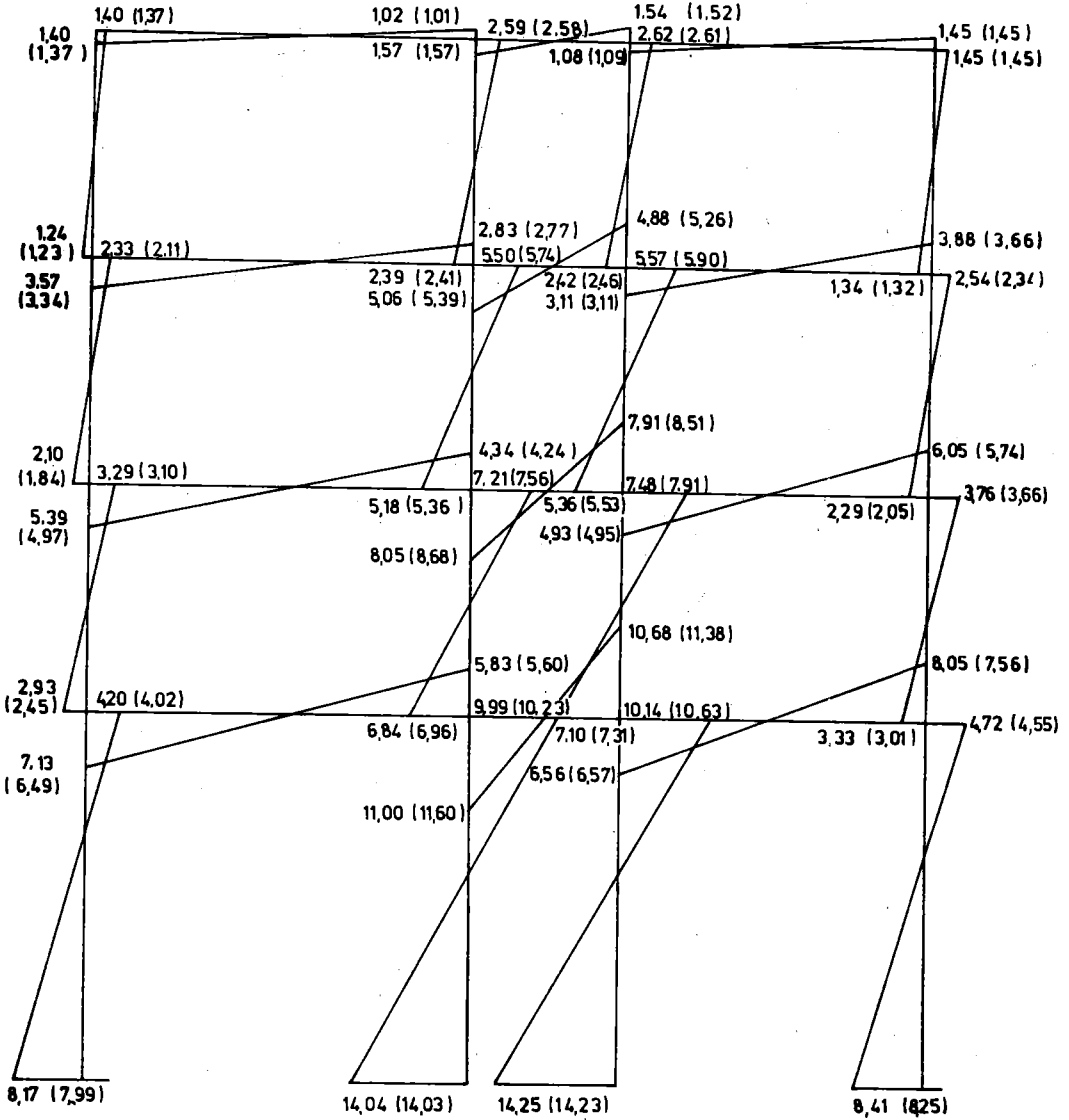 1,40 (1,37) 1,02 (1,01) 1.54 (1.52)
1,40 2,59 (2.58) 2.62 (2.61) 1,45 (1,45)
(1,37) 1,57 (1,57) 1,08 (1,09) 1,45 (1,45)
4,88 (5,26)
1.24 2,83 (2,77) 3,88 (3,66)
(1,23) 2,33 (2,11) 5,50 (5,74) 5,57 (5,90)
3.57 2,39 (2,41) 2,42 (2,46) 1,34 (1,32) 2,54 (2,34)
(3,34) 5,06 (5,39) 3,11 (3,11)
7,91 (8,51)
2,10 4,34 (4,24) 6,05 (5,74)
(1.84) 3,29 (3,10) 7,21 (7,56) 7,48 (7,91) 3,76 (3,66)
5.39 5,18 (5,36) 5,36 (5,53) 2,29 (2,05)
(4,97) 8,05 (8,68) 4,93 (4,95)
10,68 (11,38)
2,93 5,83 (5,60) 8,05 (7,56)
(2,45) 4,20 (4,02) 9,99 (10,23) 10,14 (10,63) 4,72 (4,55)
7.13 6,84 (6,96) 7.10 (7,31) 3,33 (3,01)
(6,49) 6,56 (6,57)
11,00 (11,60)
8,17 (7,99) 14,04 (14,03) 14.25 (14,23) 8,41 (8,25)